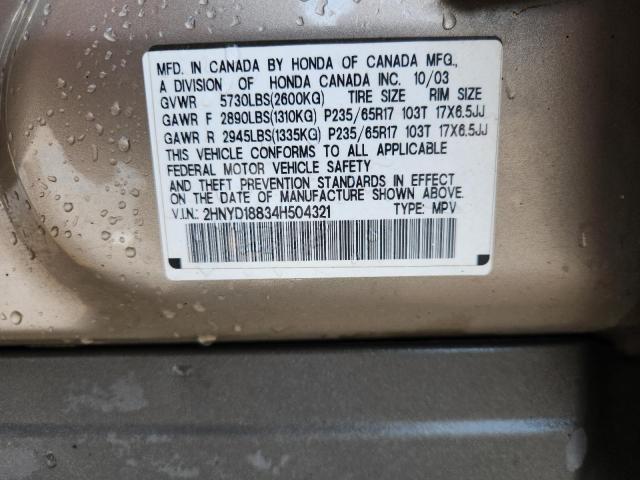 MFD. IN CANADA BY HONDA OF CANADA MFG.,
A DIVISION OF HONDA CANADA INC. 10/03
GVWR 5730LBS(2600KG) TIRE SIZE RIM SIZE
GAWR F 2890LBS(1310KG) P235/65R17 103T 17X6.5JJ
GAWR R 2945LBS(1335KG) P235/65R17 103T 17X6.5JJ
THIS VEHICLE CONFORMS TO ALL APPLICABLE
FEDERAL MOTOR VEHICLE SAFETY
AND THEFT PREVENTION STANDARDS IN EFFECT
ON THE DATE OF MANUFACTURE SHOWN ABOVE.
V.I.N.: 2HNYD18834H504321 TYPE: MPV